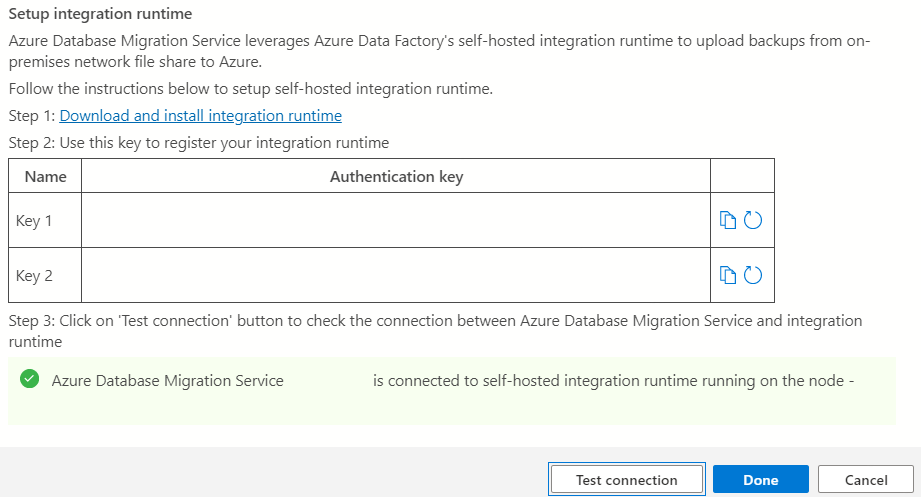 Setup integration runtime
Azure Database Migration Service leverages Azure Data Factory's self-hosted integration runtime to upload backups from on-
premises network file share to Azure.
Follow the instructions below to setup self-hosted integration runtime.
Step 1: Download and install integration runtime
Step 2: Use this key to register your integration runtime
Name Authentication key
Key 1
Key 2
Step 3: Click on 'Test connection' button to check the connection between Azure Database Migration Service and integration
runtime
Azure Database Migration Service is connected to self-hosted integration runtime running on the node -
Test connection Done Cancel